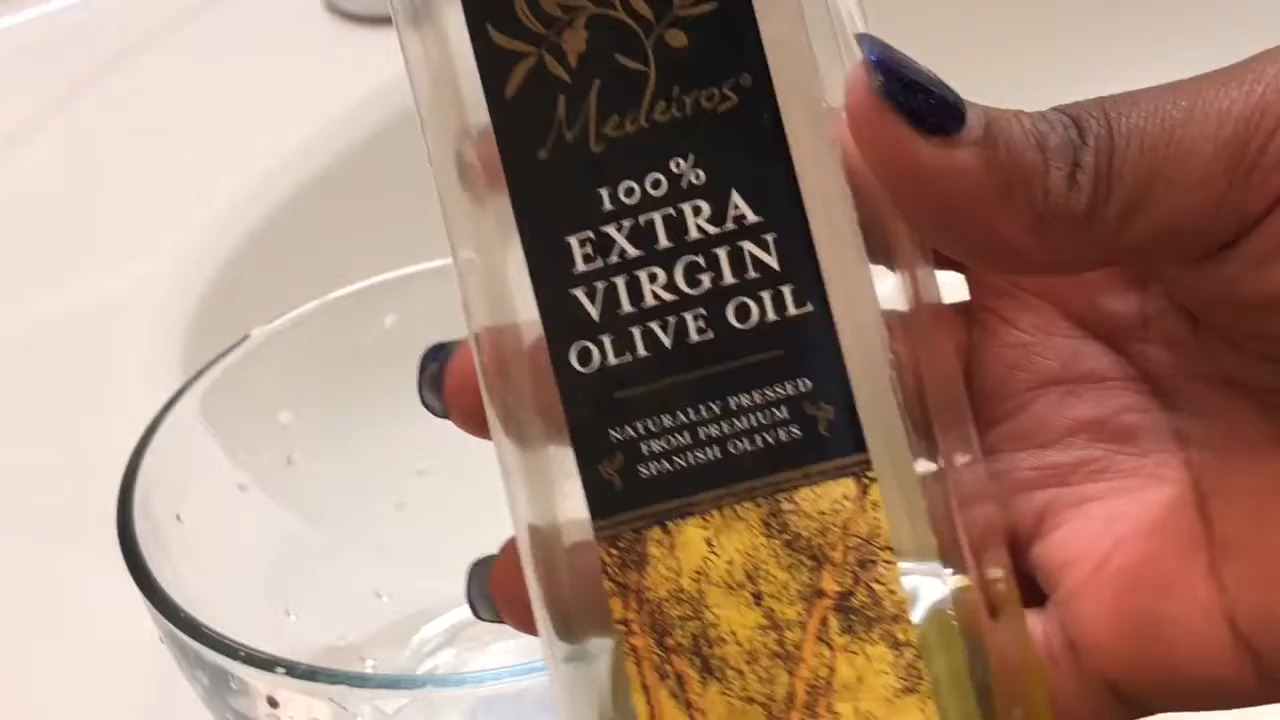 Medeiros®
100%
EXTRA
VIRGIN
OLIVE OIL
NATURALLY PRESSED
FROM PREMIUM
SPANISH OLIVES